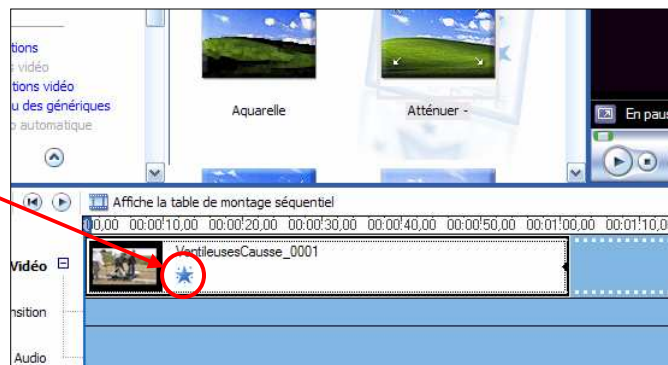 tions
vidéo
tions vidéo
u des génériques
automatique
Aquarelle
Atténuer -
En paus
Affiche la table de montage séquentiel
00,00 00:00:10,00 00:00:20,00 00:00:30,00 00:00:40,00 00:00:50,00 00:01:00,00 00:01:10,0
Vidéo
VentileusesCausse_0001
nsition
Audio